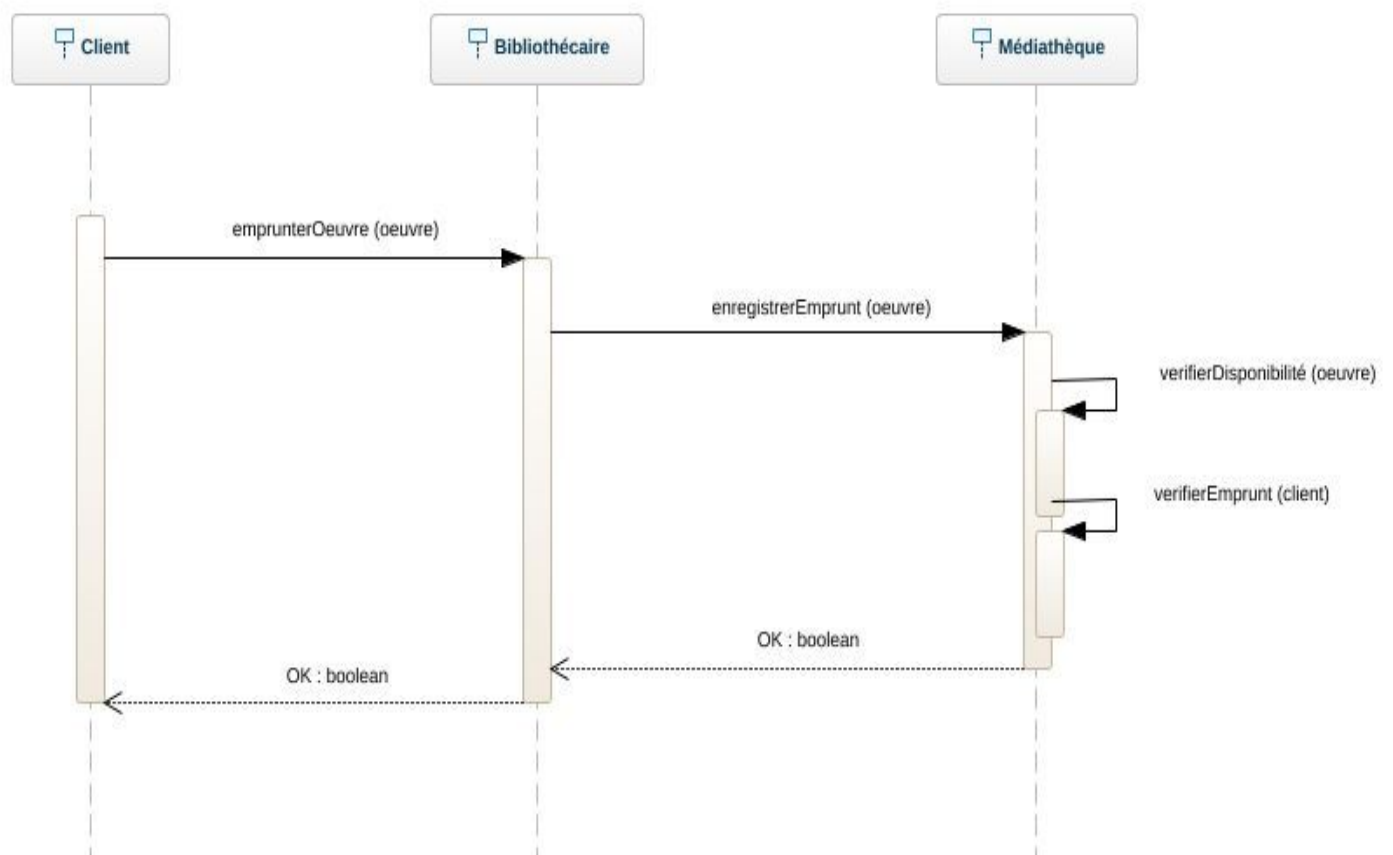 Client
Bibliothécaire
Médiathèque
emprunterOeuvre (oeuvre)
enregistrerEmprunt (oeuvre)
verifierDisponibilité (oeuvre)
verifierEmprunt (client)
OK : boolean
OK : boolean